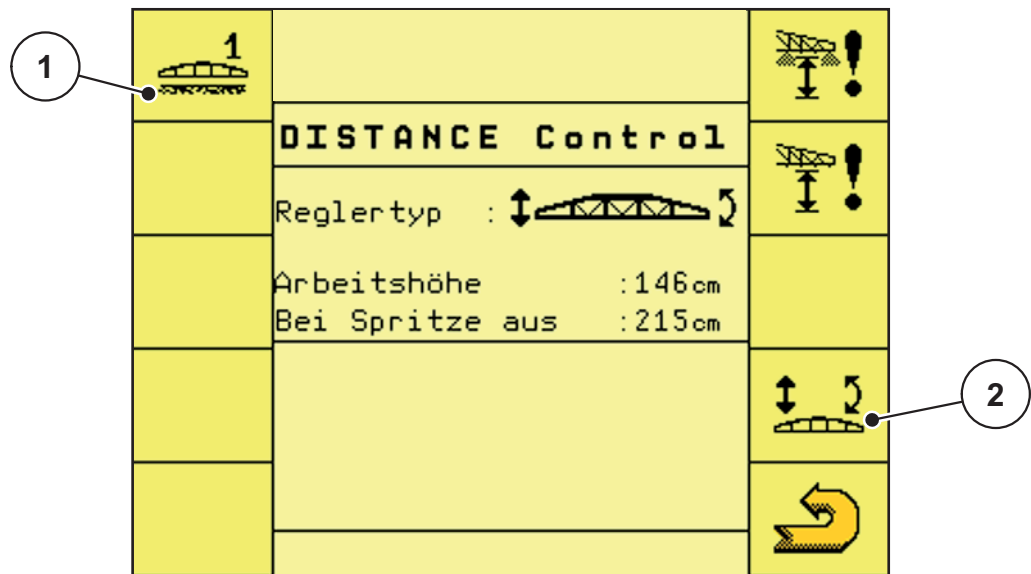 1
1
DISTANCE Control
Reglertyp :
Arbeitshöhe :146cm
Bei Spritze aus :215cm
2